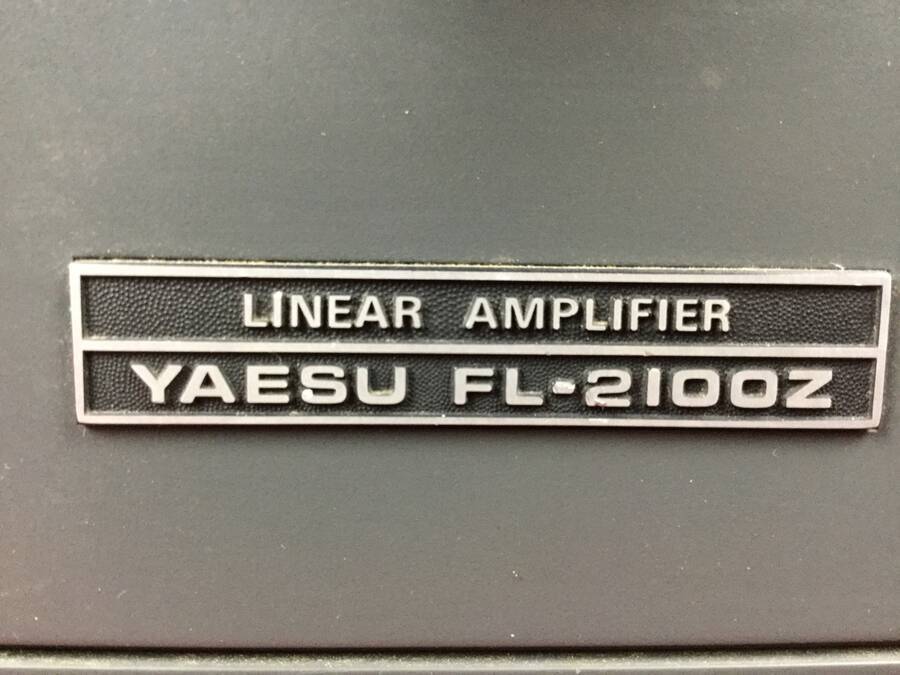 LINEAR AMPLIFIER
YAESU FL-2100Z